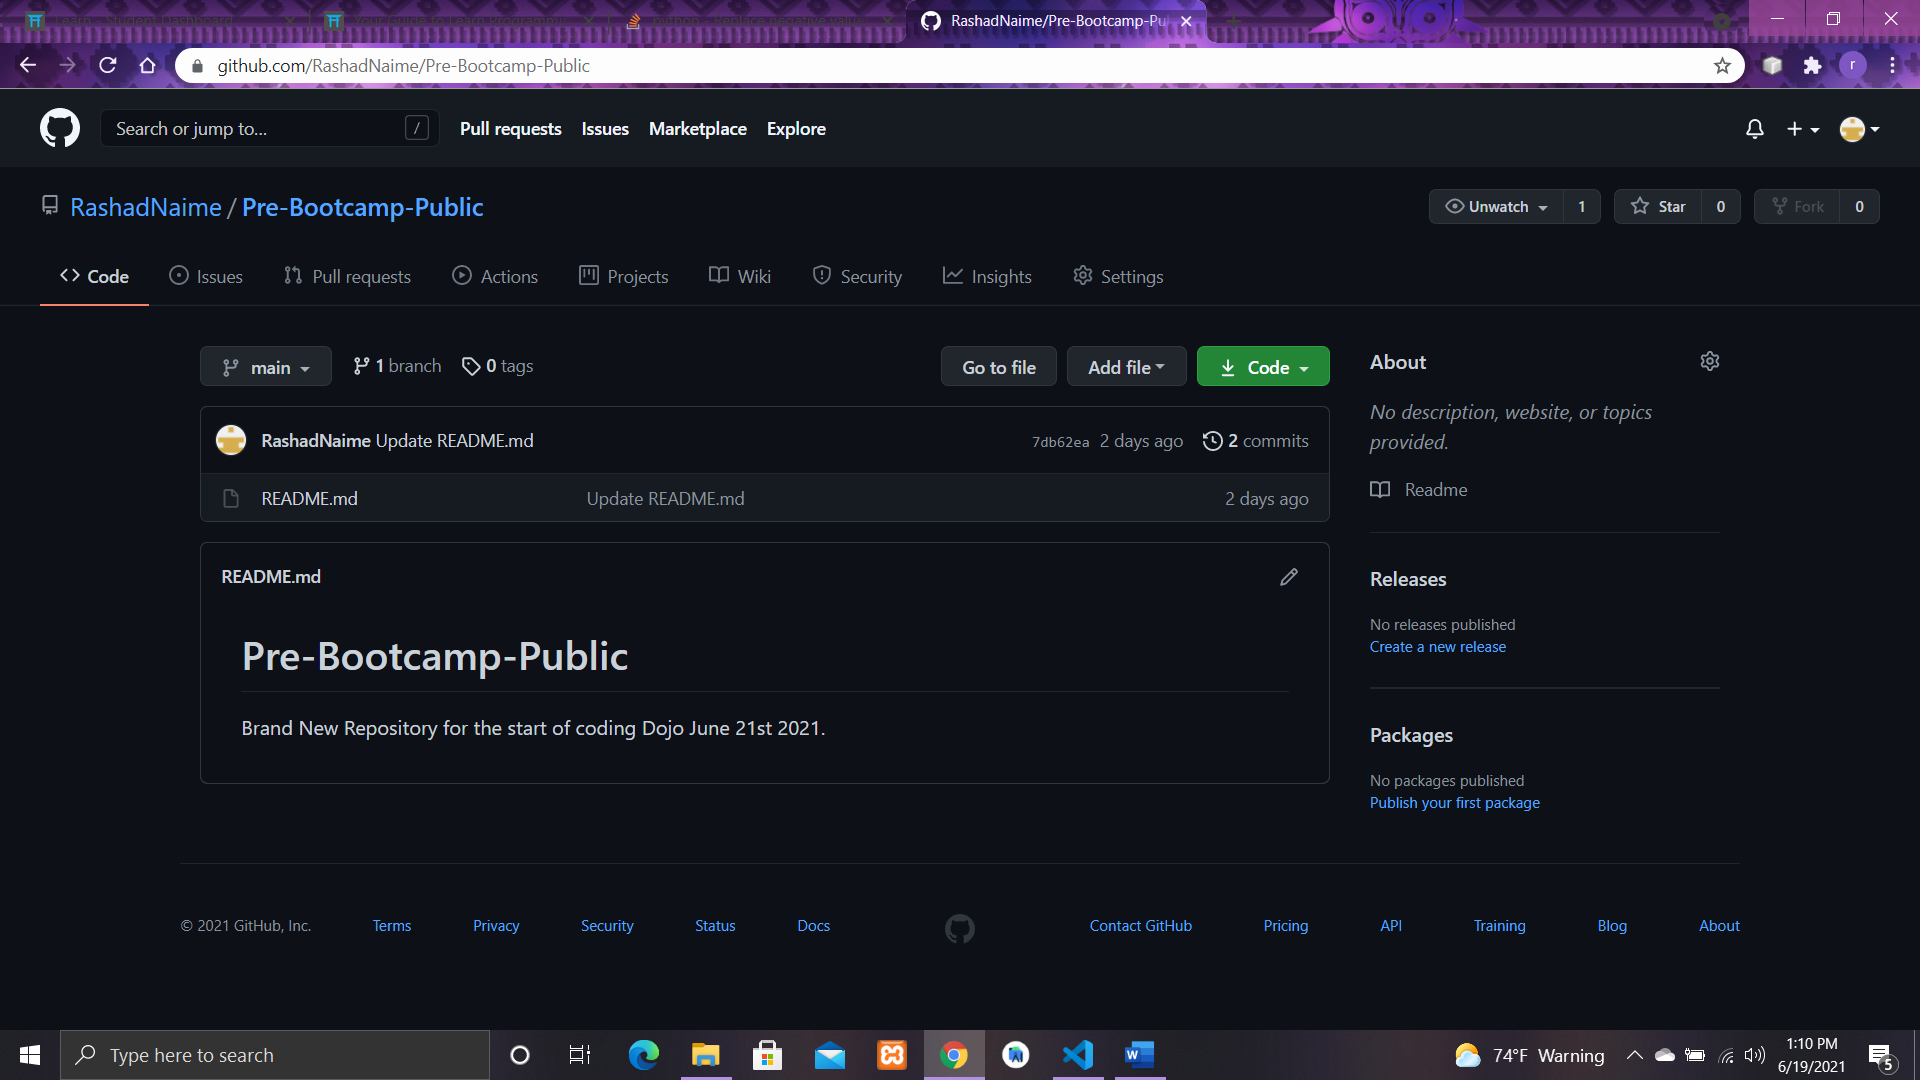 Learn - Student Dashboard
Your Guide to Learn Programmi
python - Replace negative value
RashadNaime/Pre-Bootcamp-Pu
github.com/RashadNaime/Pre-Bootcamp-Public
r
Search or jump to...
/
Pull requests
Issues
Marketplace
Explore
RashadNaime / Pre-Bootcamp-Public
Unwatch 1
Star 0
Fork 0
Code
Issues
Pull requests
Actions
Projects
Wiki
Security
Insights
Settings
main
1 branch
0 tags
Go to file
Add file
Code
RashadNaime Update README.md
7db62ea 2 days ago
2 commits
README.md
Update README.md
2 days ago
README.md
Pre-Bootcamp-Public
Brand New Repository for the start of coding Dojo June 21st 2021.
About
No description, website, or topics
provided.
Readme
Releases
No releases published
Create a new release
Packages
No packages published
Publish your first package
© 2021 GitHub, Inc.
Terms
Privacy
Security
Status
Docs
Contact GitHub
Pricing
API
Training
Blog
About
Type here to search
74°F Warning
1:10 PM
6/19/2021
5